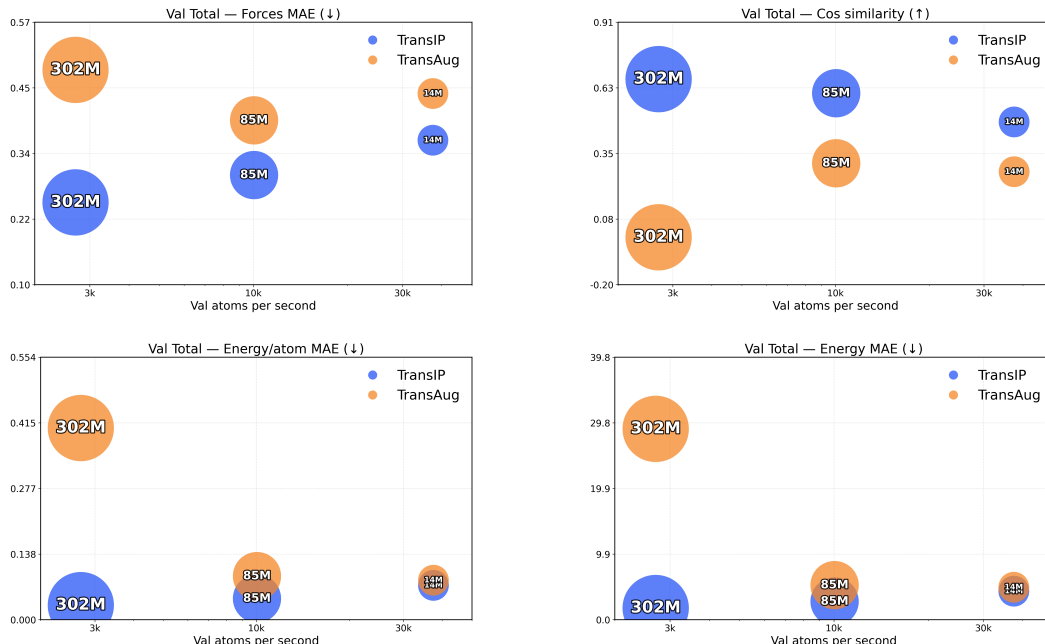 Val Total — Forces MAE (↓)
0.57
0.45
0.34
0.22
0.10
TransIP
TransAug
302M
85M
14M
14M
85M
302M
3k
10k
30k
Val atoms per second
Val Total — Cos similarity (↑)
0.91
0.63
0.35
0.08
-0.20
TransIP
TransAug
302M
85M
14M
85M
14M
302M
3k
10k
30k
Val atoms per second
Val Total — Energy/atom MAE (↓)
0.554
0.415
0.277
0.138
0.000
TransIP
TransAug
302M
85M
14M
14M
85M
302M
3k
10k
30k
Val atoms per second
Val Total — Energy MAE (↓)
39.8
29.8
19.9
9.9
0.0
TransIP
TransAug
302M
85M
14M
14M
85M
302M
3k
10k
30k
Val atoms per second